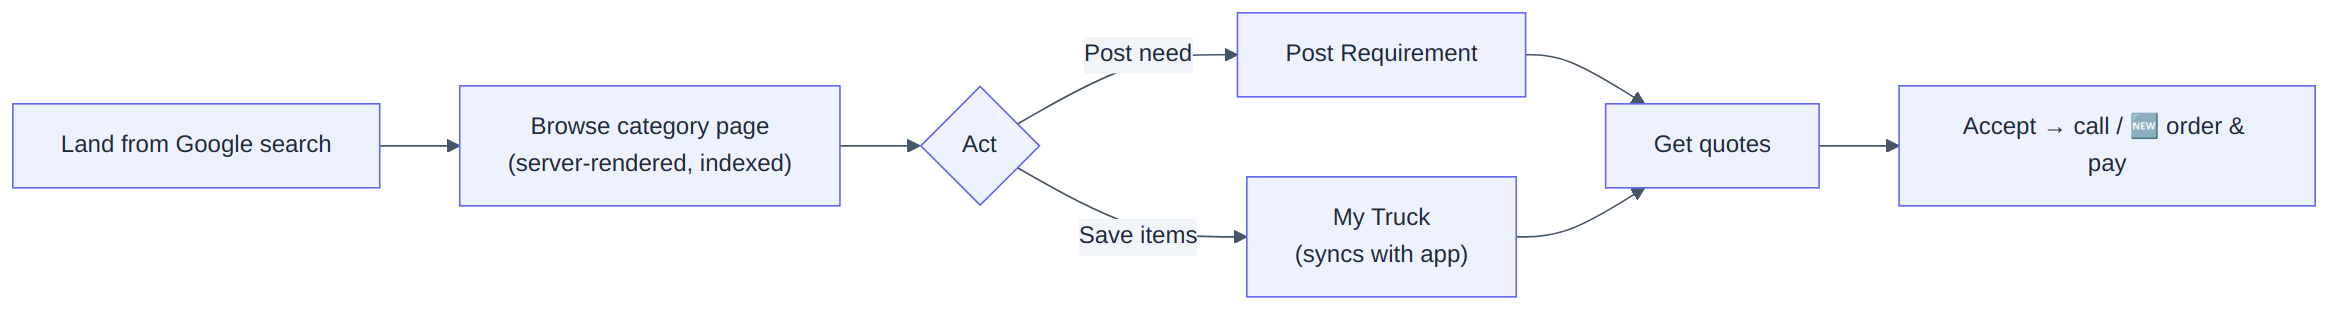 Land from Google search
Browse category page
(server-rendered, indexed)
Act
Post need
Post Requirement
Save items
My Truck
(syncs with app)
Get quotes
Accept → call / 🆕 order &
pay